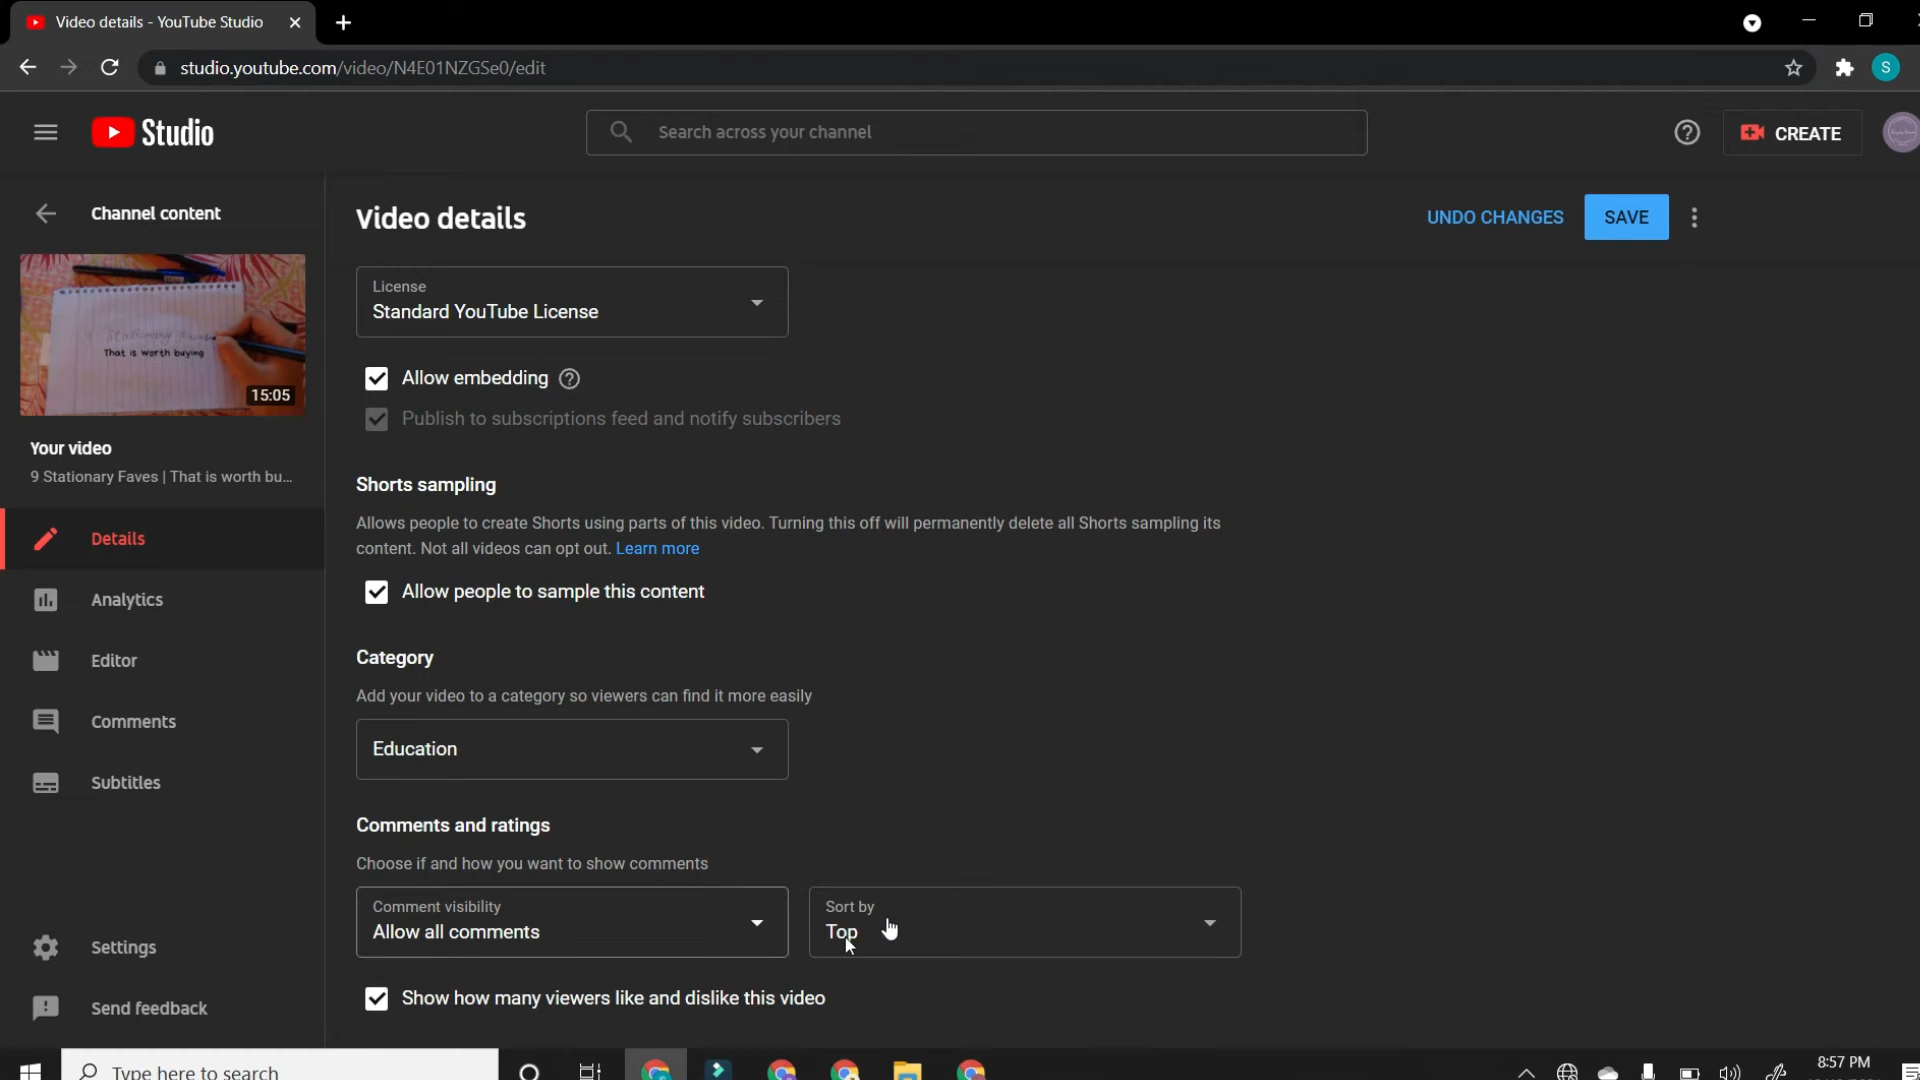 Video details - YouTube Studio
studio.youtube.com/video/N4E01NZGSe0/edit
S
Studio
Search across your channel
CREATE
Channel content
Video details
UNDO CHANGES
SAVE
That is worth buying
15:05
License
Standard YouTube License
Allow embedding
Publish to subscriptions feed and notify subscribers
Your video
9 Stationary Faves | That is worth bu...
Shorts sampling
Allows people to create Shorts using parts of this video. Turning this off will permanently delete all Shorts sampling its
content. Not all videos can opt out. Learn more
Allow people to sample this content
Details
Analytics
Editor
Comments
Subtitles
Category
Add your video to a category so viewers can find it more easily
Education
Comments and ratings
Choose if and how you want to show comments
Comment visibility
Allow all comments
Sort by
Top
Show how many viewers like and dislike this video
Settings
Send feedback
Type here to search
8:57 PM